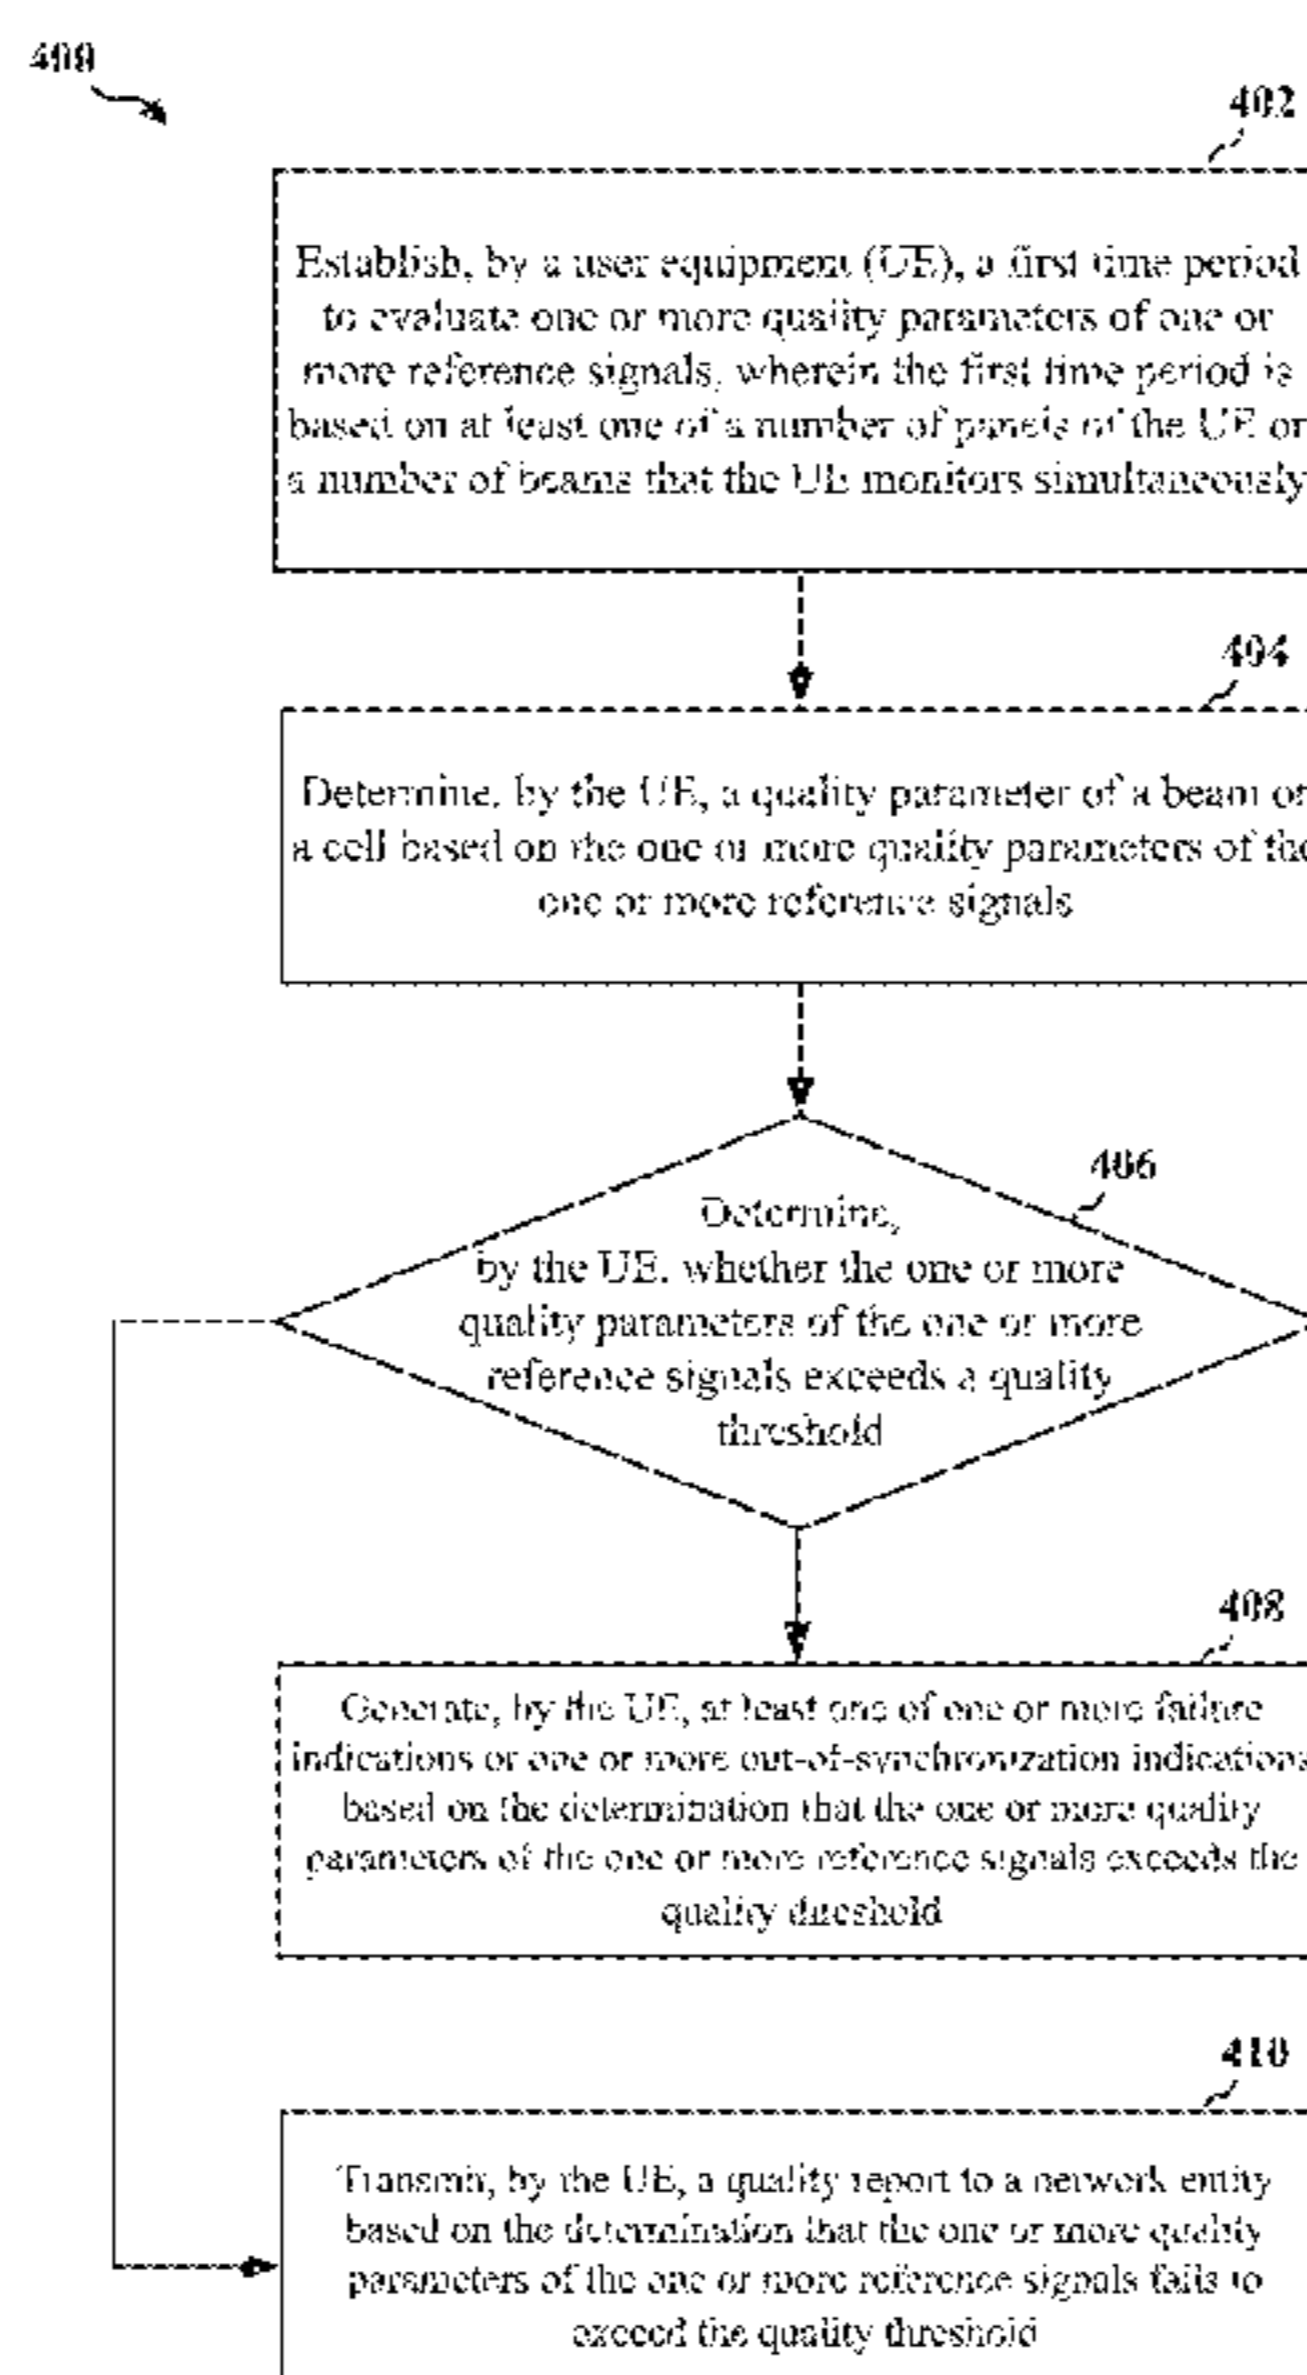 400
402
Establish, by a user equipment (UE), a first time period
to evaluate one or more quality parameters of one or
more reference signals, wherein the first time period is
based on at least one of a number of panels of the UE or
a number of beams that the UE monitors simultaneously
404
Determine, by the UE, a quality parameter of a beam or
a cell based on the one or more quality parameters of the
one or more reference signals
406
Determine,
by the UE, whether the one or more
quality parameters of the one or more
reference signals exceeds a quality
threshold
408
Generate, by the UE, at least one of one or more failure
indications or one or more out-of-synchronization indications
based on the determination that the one or more quality
parameters of the one or more reference signals exceeds the
quality threshold
410
Transmit, by the UE, a quality report to a network entity
based on the determination that the one or more quality
parameters of the one or more reference signals fails to
exceed the quality threshold